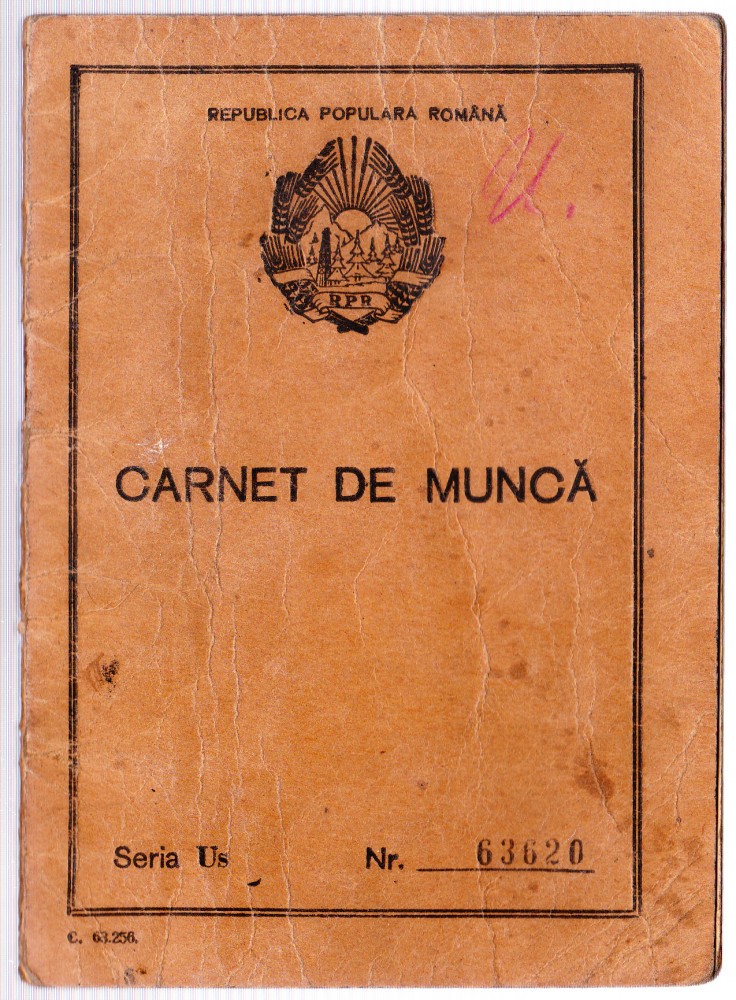 REPUBLICA POPULARA ROMÂNĂ
RPR
CARNET DE MUNCĂ
Seria Us Nr. 63620
C. 63.256.